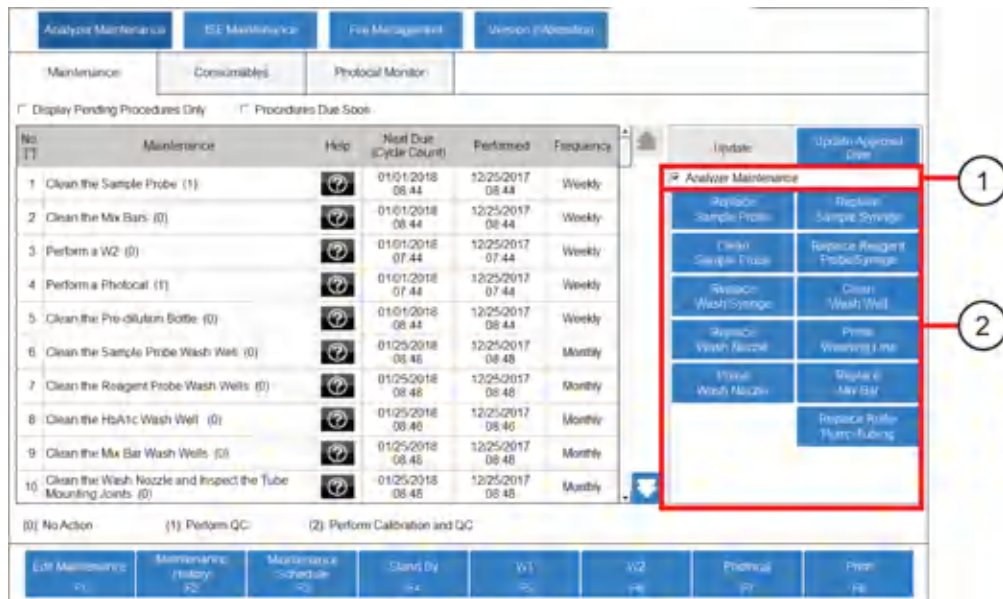 Analyzer Maintenance ISE Maintenance File Management Version Information
Maintenance Consumables Photocal Monitor
Display Pending Procedures Only Procedures Due Soon
No. [*] Maintenance Help Next Due (Cycle Count) Performed Frequency
1 Clean the Sample Probe (1) 01/01/2018 08:44 12/25/2017 08:44 Weekly
2 Clean the Mix Bars (0) 01/01/2018 08:44 12/25/2017 08:44 Weekly
3 Perform a W2 (0) 01/01/2018 07:44 12/25/2017 07:44 Weekly
4 Perform a Photocal (1) 01/01/2018 07:44 12/25/2017 07:44 Weekly
5 Clean the Pre-dilution Bottle (0) 01/01/2018 08:44 12/25/2017 08:44 Weekly
6 Clean the Sample Probe Wash Well (0) 01/25/2018 08:48 12/25/2017 08:48 Monthly
7 Clean the Reagent Probe Wash Wells (0) 01/25/2018 08:48 12/25/2017 08:48 Monthly
8 Clean the HbA1c Wash Well (0) 01/25/2018 08:46 12/25/2017 08:46 Monthly
9 Clean the Mix Bar Wash Wells (0) 01/25/2018 08:48 12/25/2017 08:48 Monthly
10 Clean the Wash Nozzle and Inspect the Tube Mounting Joints (0) 01/25/2018 08:48 12/25/2017 08:48 Monthly
(0): No Action (1): Perform QC (2): Perform Calibration and QC
Update Update Approved Date
Analyzer Maintenance
1
Replace Sample Probe Replace Sample Syringe
Clean Sample Probe Replace Reagent Probe/Syringe
Replace Wash Syringe Clean Wash Well
Replace Wash Nozzle Prime Washing Line
Prime Wash Nozzle Replace Mix Bar
Replace Roller Pump Tubing
2
Edit Maintenance F1 Maintenance History F2 Maintenance Schedule F3 Stand By F4 W1 F5 W2 F6 Photocal F7 Print F8